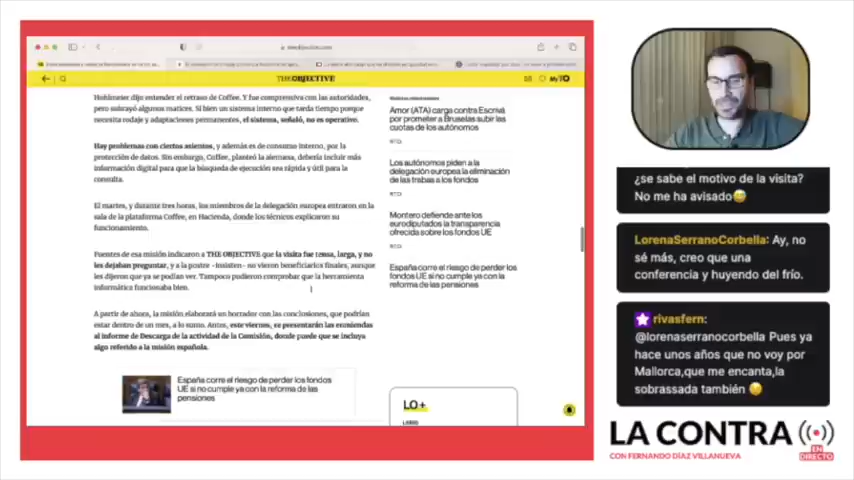 theobjective.com
THE OBJECTIVE
My TO
Hohlmeier dijo entender el retraso de Coffee. Y fue comprensiva con las autoridades,
pero subrayó algunos matices. Si bien un sistema interno que tarda tiempo porque
necesita rodaje y adaptaciones permanentes, el sistema, señaló, no es operativo.
Hay problemas con ciertos asientos, y además es de consumo interno, por la
protección de datos. Sin embargo, Coffee, planteó la alemana, debería incluir más
información digital para que la búsqueda de ejecución sea rápida y útil para la
consulta.
El martes, y durante tres horas, los miembros de la delegación europea entraron en la
sala de la plataforma Coffee, en Hacienda, donde los técnicos explicaron su
funcionamiento.
Fuentes de esa misión indicaron a THE OBJECTIVE que la visita fue tensa, larga, y no
les dejaban preguntar, y a la postre -insisten- no vieron beneficiarios finales, aunque
les dijeron que ya se podían ver. Tampoco pudieron comprobar que la herramienta
informática funcionaba bien.
A partir de ahora, la misión elaborará un borrador con las conclusiones, que podrían
estar dentro de un mes, a lo sumo. Antes, este viernes, se presentarán las enmiendas
al informe de Descarga de la actividad de la Comisión, donde puede que se incluya
algo referido a la misión española.
España corre el riesgo de perder los fondos
UE si no cumple ya con la reforma de las
pensiones
Amor (ATA) carga contra Escrivá
por prometer a Bruselas subir las
cuotas de los autónomos
Los autónomos piden a la
delegación europea la eliminación
de las trabas a los fondos
Montero defiende ante los
eurodiputados la transparencia
ofrecida sobre los fondos UE
España corre el riesgo de perder los
fondos UE si no cumple ya con la
reforma de las pensiones
LO+
¿se sabe el motivo de la visita?
No me ha avisado😅
LorenaSerranoCorbella: Ay, no
sé más, creo que una
conferencia y huyendo del frío.
rivasfern:
@lorenaserranocorbella Pues ya
hace unos años que no voy por
Mallorca,que me encanta,la
sobrassada también 😋
LA CONTRA
EN DIRECTO
CON FERNANDO DÍAZ VILLANUEVA